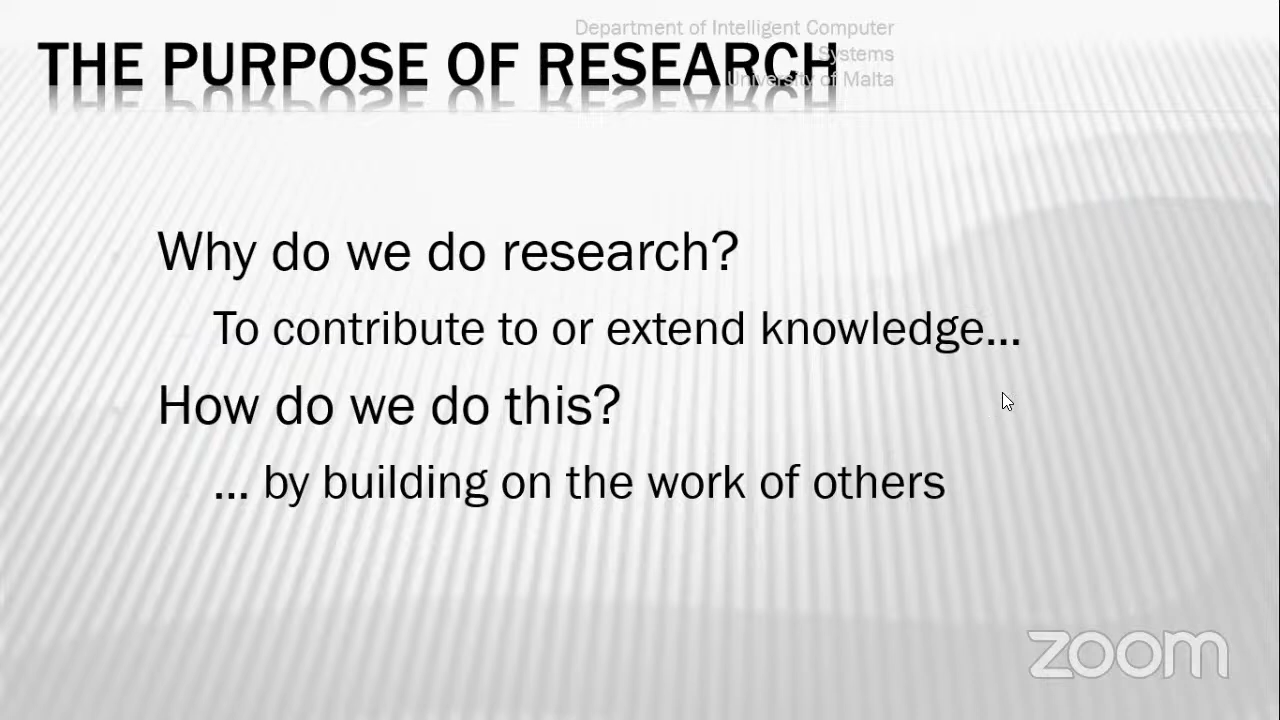 Department of Intelligent Computer
Systems
University of Malta
THE PURPOSE OF RESEARCH
Why do we do research?
To contribute to or extend knowledge...
How do we do this?
... by building on the work of others
zoom